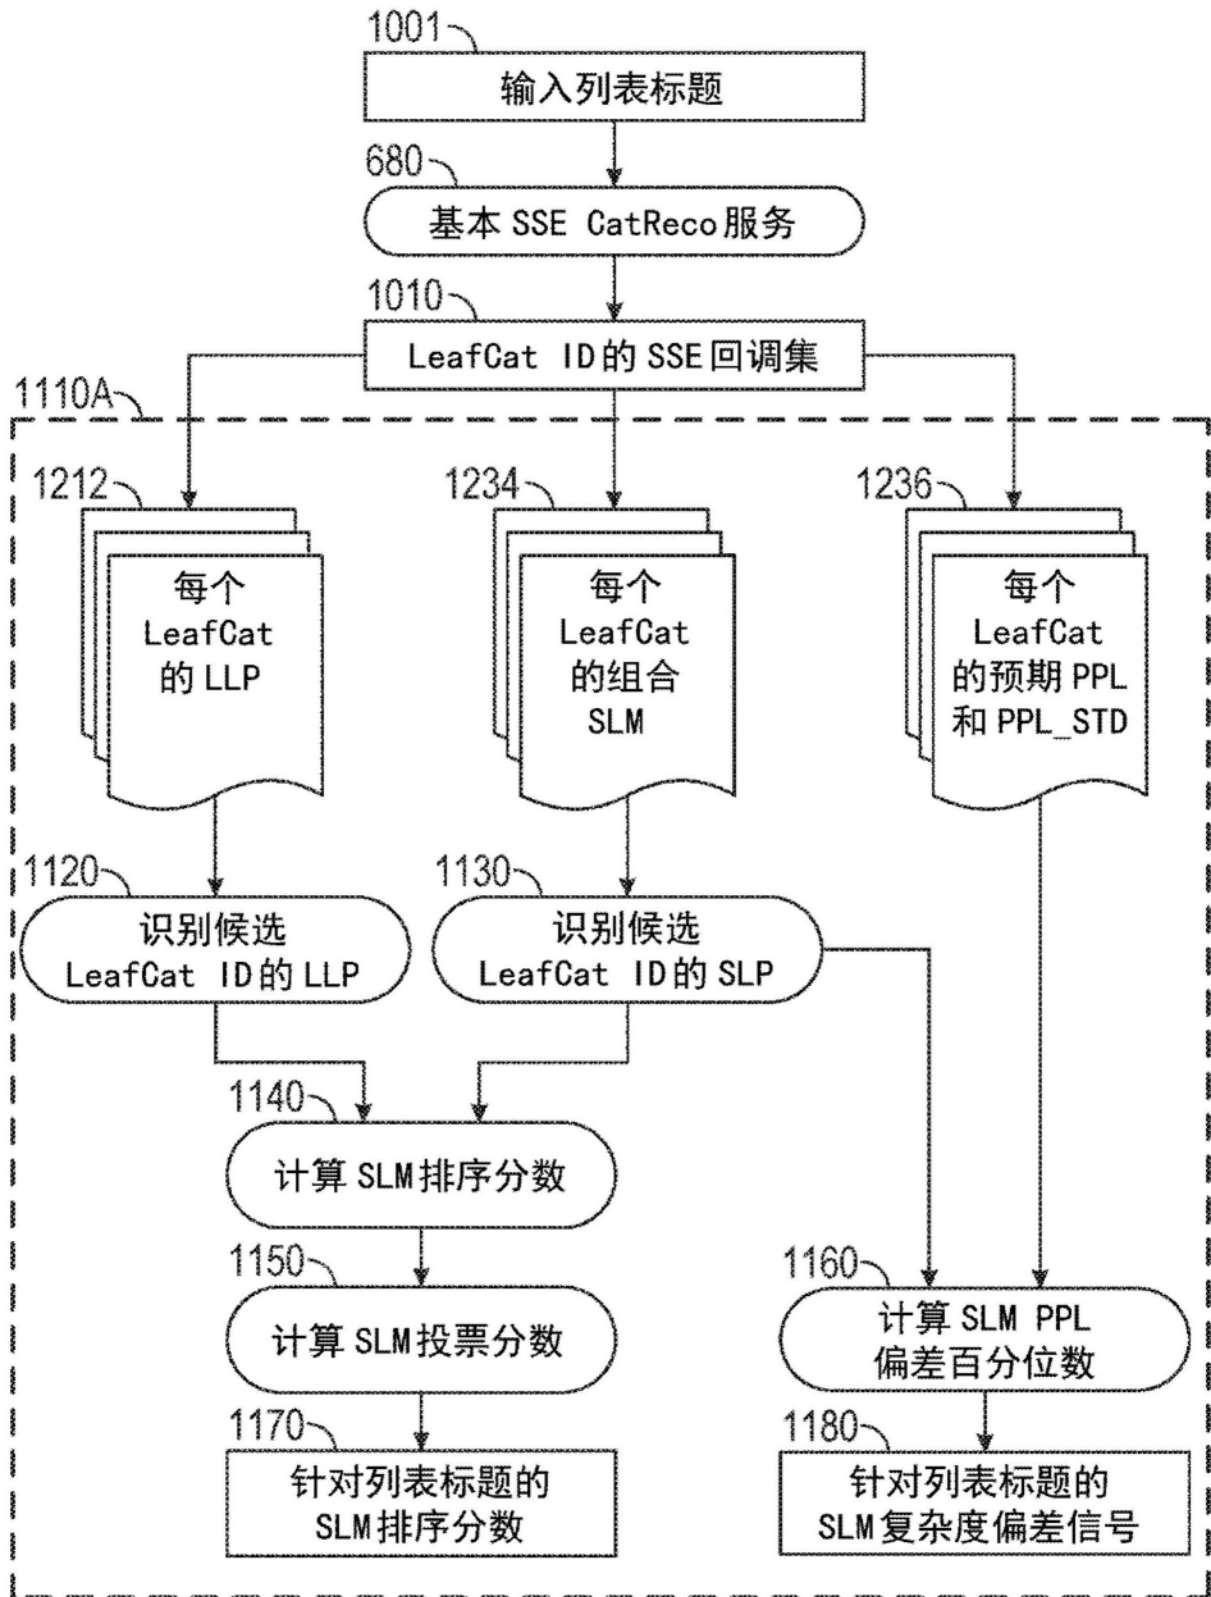 1001
输入列表标题
680
基本 SSE CatReco 服务
1010
LeafCat ID的 SSE 回调集
1110A
1212
每个
LeafCat
的 LLP
1234
每个
LeafCat
的组合
SLM
1236
每个
LeafCat
的预期 PPL
和 PPL_STD
1120
识别候选
LeafCat ID的 LLP
1130
识别候选
LeafCat ID的 SLP
1140
计算 SLM 排序分数
1150
计算 SLM 投票分数
1160
计算 SLM PPL
偏差百分位数
1170
针对列表标题的
SLM 排序分数
1180
针对列表标题的
SLM 复杂度偏差信号